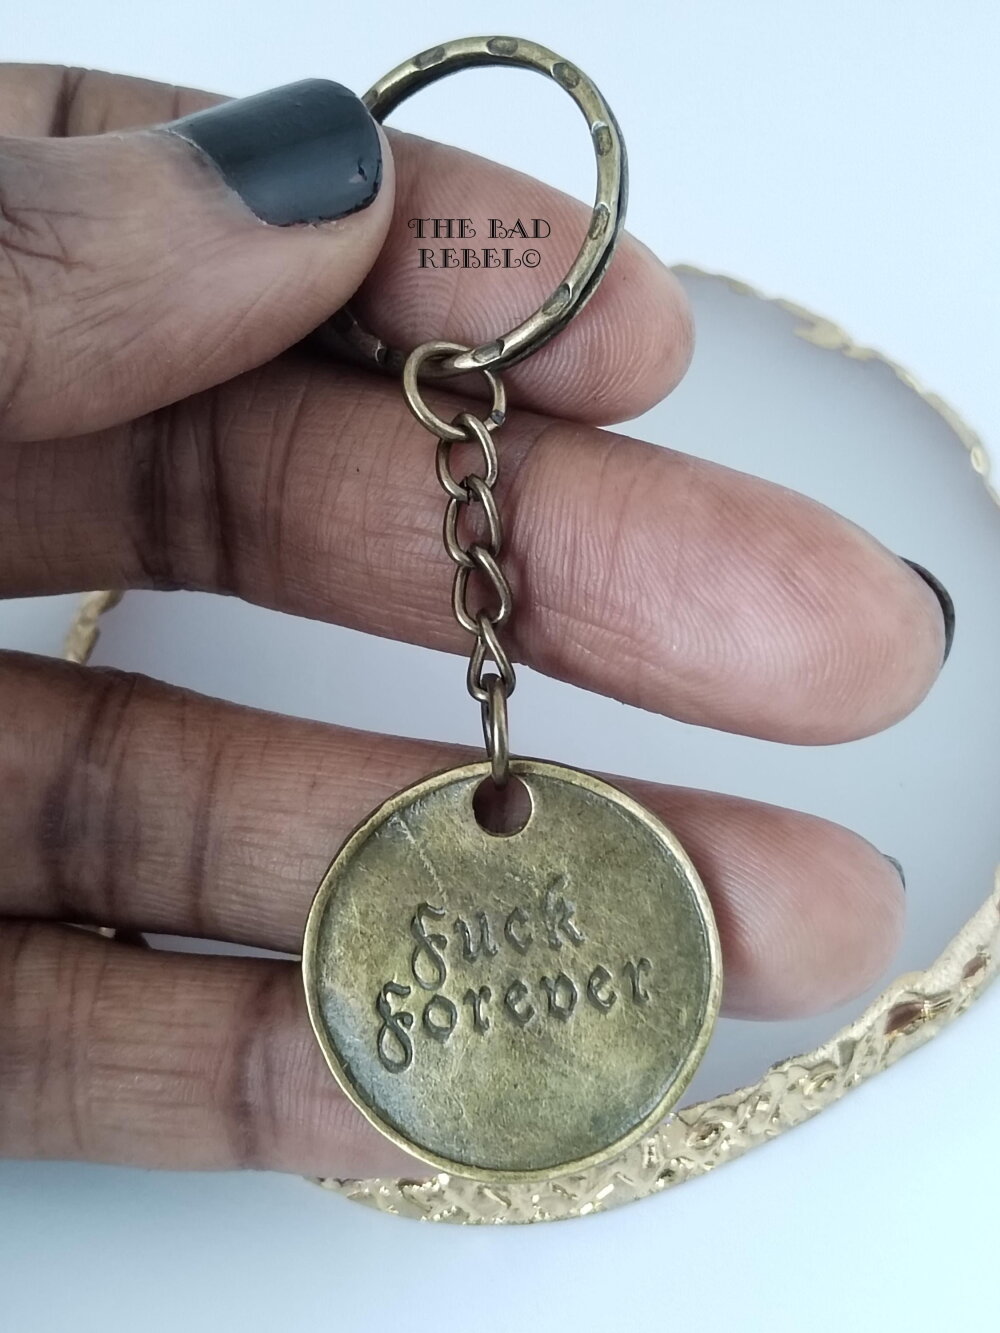 THE BAD
REBEL©
Fuck
Forever